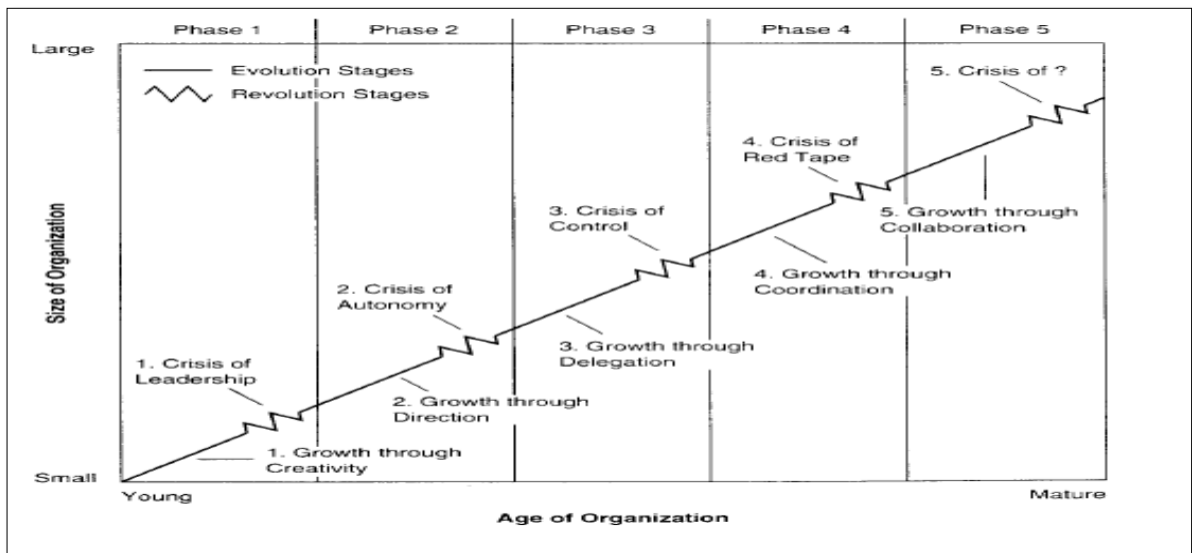 Phase 1
Phase 2
Phase 3
Phase 4
Phase 5
Large
Evolution Stages
Revolution Stages
5. Crisis of ?
4. Crisis of
Red Tape
3. Crisis of
Control
5. Growth through
Collaboration
2. Crisis of
Autonomy
4. Growth through
Coordination
1. Crisis of
Leadership
3. Growth through
Delegation
2. Growth through
Direction
1. Growth through
Creativity
Size of Organization
Small
Young
Mature
Age of Organization